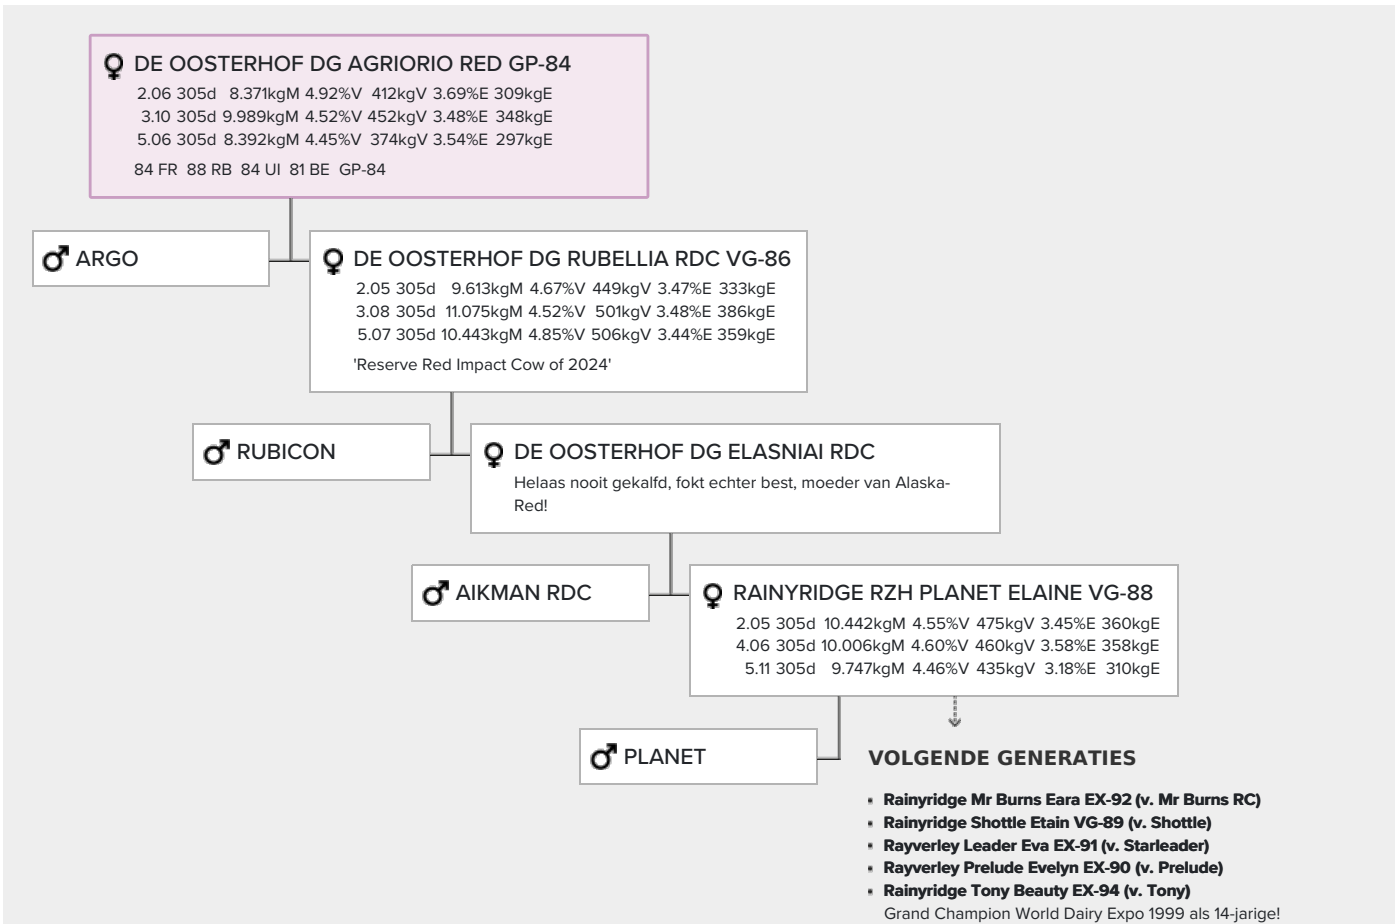 DE OOSTERHOF DG AGRIORIO RED GP-84
2.06 305d 8.371kgM 4.92%V 412kgV 3.69%E 309kgE
3.10 305d 9.989kgM 4.52%V 452kgV 3.48%E 348kgE
5.06 305d 8.392kgM 4.45%V 374kgV 3.54%E 297kgE
84 FR 88 RB 84 UI 81 BE GP-84
ARGO
DE OOSTERHOF DG RUBELLIA RDC VG-86
2.05 305d 9.613kgM 4.67%V 449kgV 3.47%E 333kgE
3.08 305d 11.075kgM 4.52%V 501kgV 3.48%E 386kgE
5.07 305d 10.443kgM 4.85%V 506kgV 3.44%E 359kgE
'Reserve Red Impact Cow of 2024'
RUBICON
DE OOSTERHOF DG ELASNIAI RDC
Helaas nooit gekalfd, fokt echter best, moeder van Alaska-
Red!
AIKMAN RDC
RAINYRIDGE RZH PLANET ELAINE VG-88
2.05 305d 10.442kgM 4.55%V 475kgV 3.45%E 360kgE
4.06 305d 10.006kgM 4.60%V 460kgV 3.58%E 358kgE
5.11 305d 9.747kgM 4.46%V 435kgV 3.18%E 310kgE
PLANET
VOLGENDE GENERATIES
▪ Rainyridge Mr Burns Eara EX-92 (v. Mr Burns RC)
▪ Rainyridge Shottle Etain VG-89 (v. Shottle)
▪ Rayverley Leader Eva EX-91 (v. Starleader)
▪ Rayverley Prelude Evelyn EX-90 (v. Prelude)
▪ Rainyridge Tony Beauty EX-94 (v. Tony)
Grand Champion World Dairy Expo 1999 als 14-jarige!